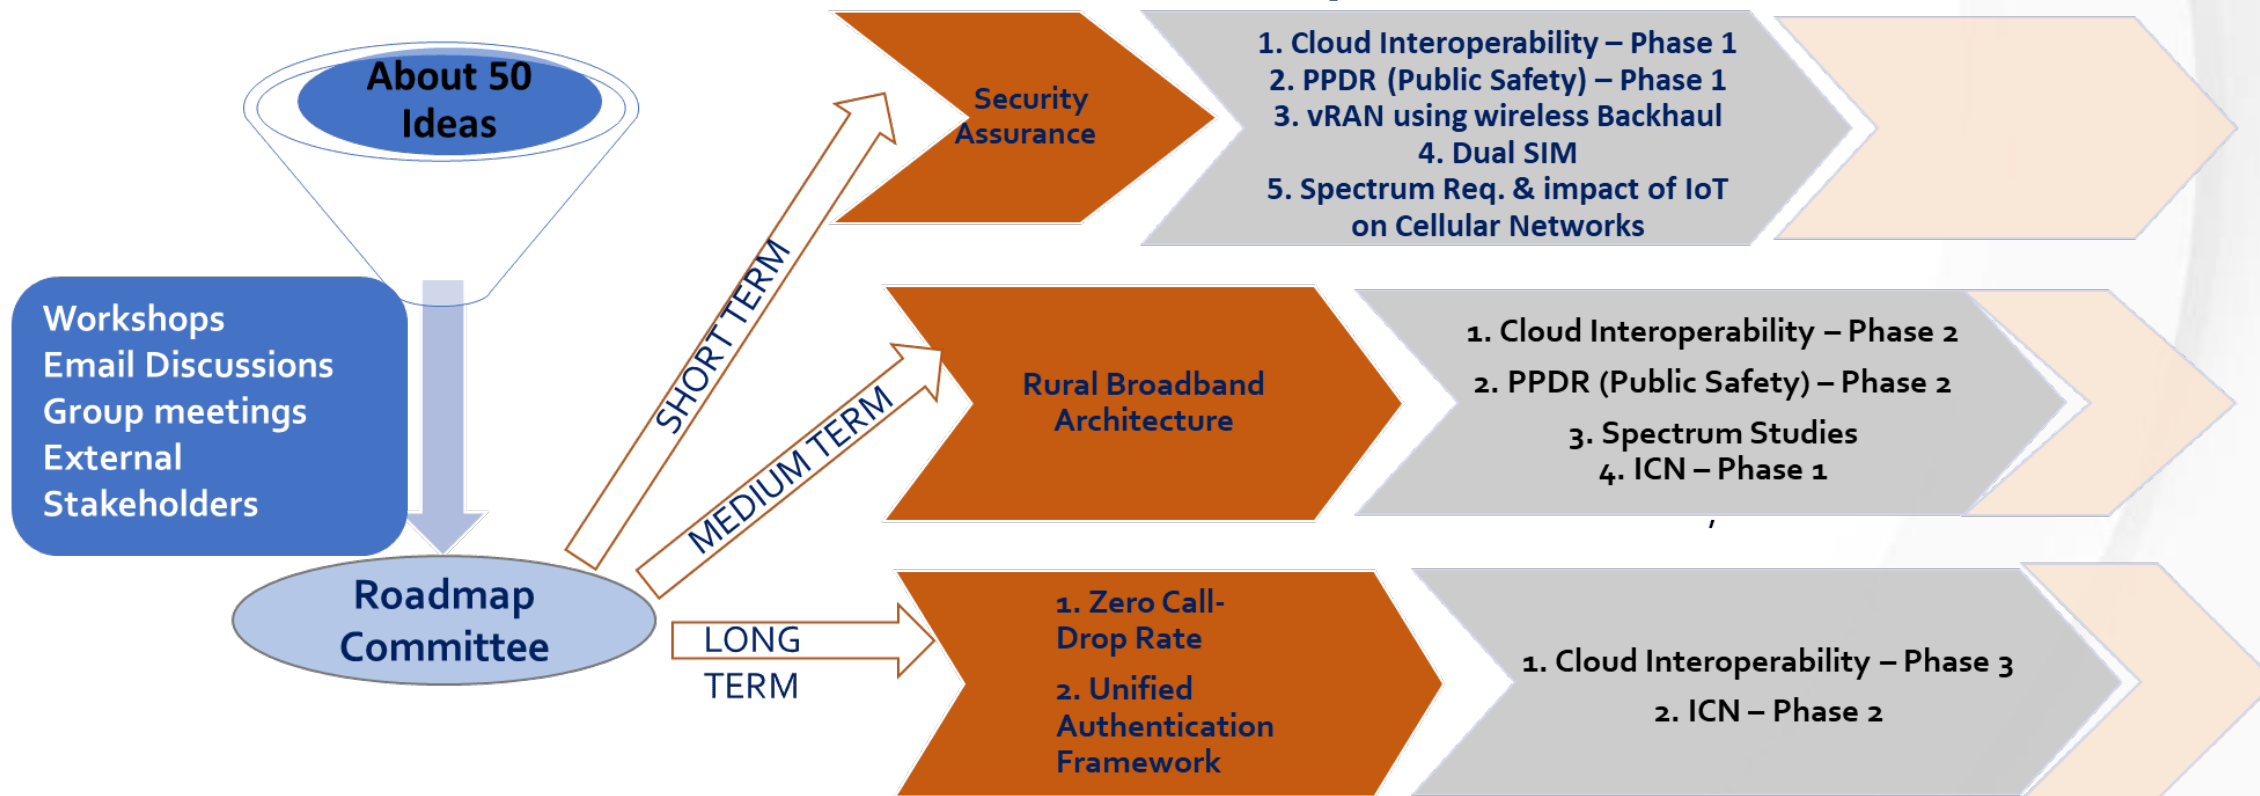 About 50
Ideas
Workshops
Email Discussions
Group meetings
External
Stakeholders
Roadmap
Committee
SHORT TERM
MEDIUM TERM
LONG
TERM
Security
Assurance
1. Cloud Interoperability – Phase 1
2. PPDR (Public Safety) – Phase 1
3. vRAN using wireless Backhaul
4. Dual SIM
5. Spectrum Req. & impact of IoT
on Cellular Networks
Rural Broadband
Architecture
1. Cloud Interoperability – Phase 2
2. PPDR (Public Safety) – Phase 2
3. Spectrum Studies
4. ICN – Phase 1
,
1. Zero Call-
Drop Rate
2. Unified
Authentication
Framework
1. Cloud Interoperability – Phase 3
2. ICN – Phase 2